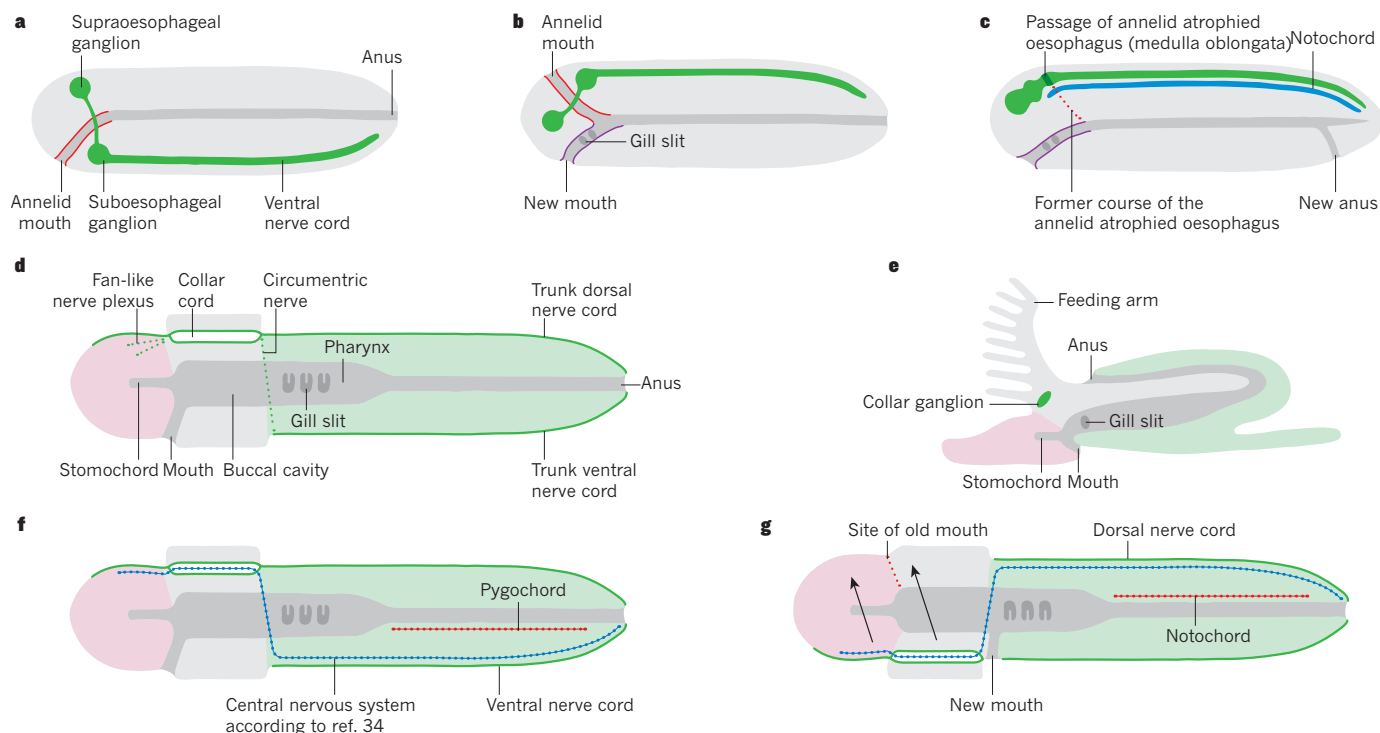 a
Supraoesophageal
ganglion
Anus
Annelid
mouth
Suboesophageal
ganglion
Ventral
nerve cord
b
Annelid
mouth
Gill slit
New mouth
c
Passage of annelid atrophied
oesophagus (medulla oblongata)
Notochord
Former course of the
annelid atrophied oesophagus
New anus
d
Fan-like
nerve plexus
Collar
cord
Circumentric
nerve
Trunk dorsal
nerve cord
Pharynx
Anus
Gill slit
Stomochord
Mouth
Buccal cavity
Trunk ventral
nerve cord
e
Feeding arm
Anus
Collar ganglion
Gill slit
Stomochord
Mouth
f
Pygochord
Central nervous system
according to ref. 34
Ventral nerve cord
g
Site of old mouth
Dorsal nerve cord
Notochord
New mouth